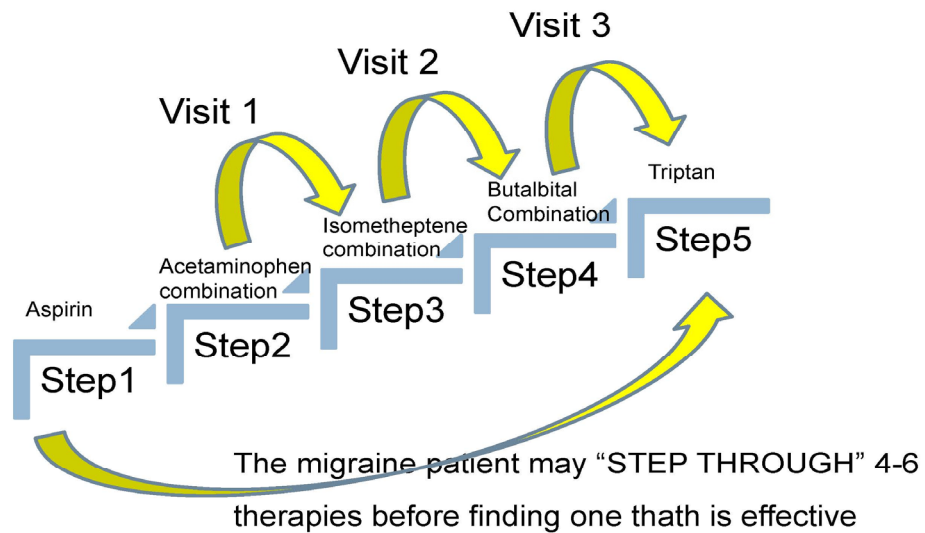 Visit 1
Visit 2
Visit 3
Aspirin
Step1
Acetaminophen
combination
Step2
Isometheptene
combination
Step3
Butalbital
Combination
Step4
Triptan
Step5
The migraine patient may “STEP THROUGH” 4-6
therapies before finding one thath is effective